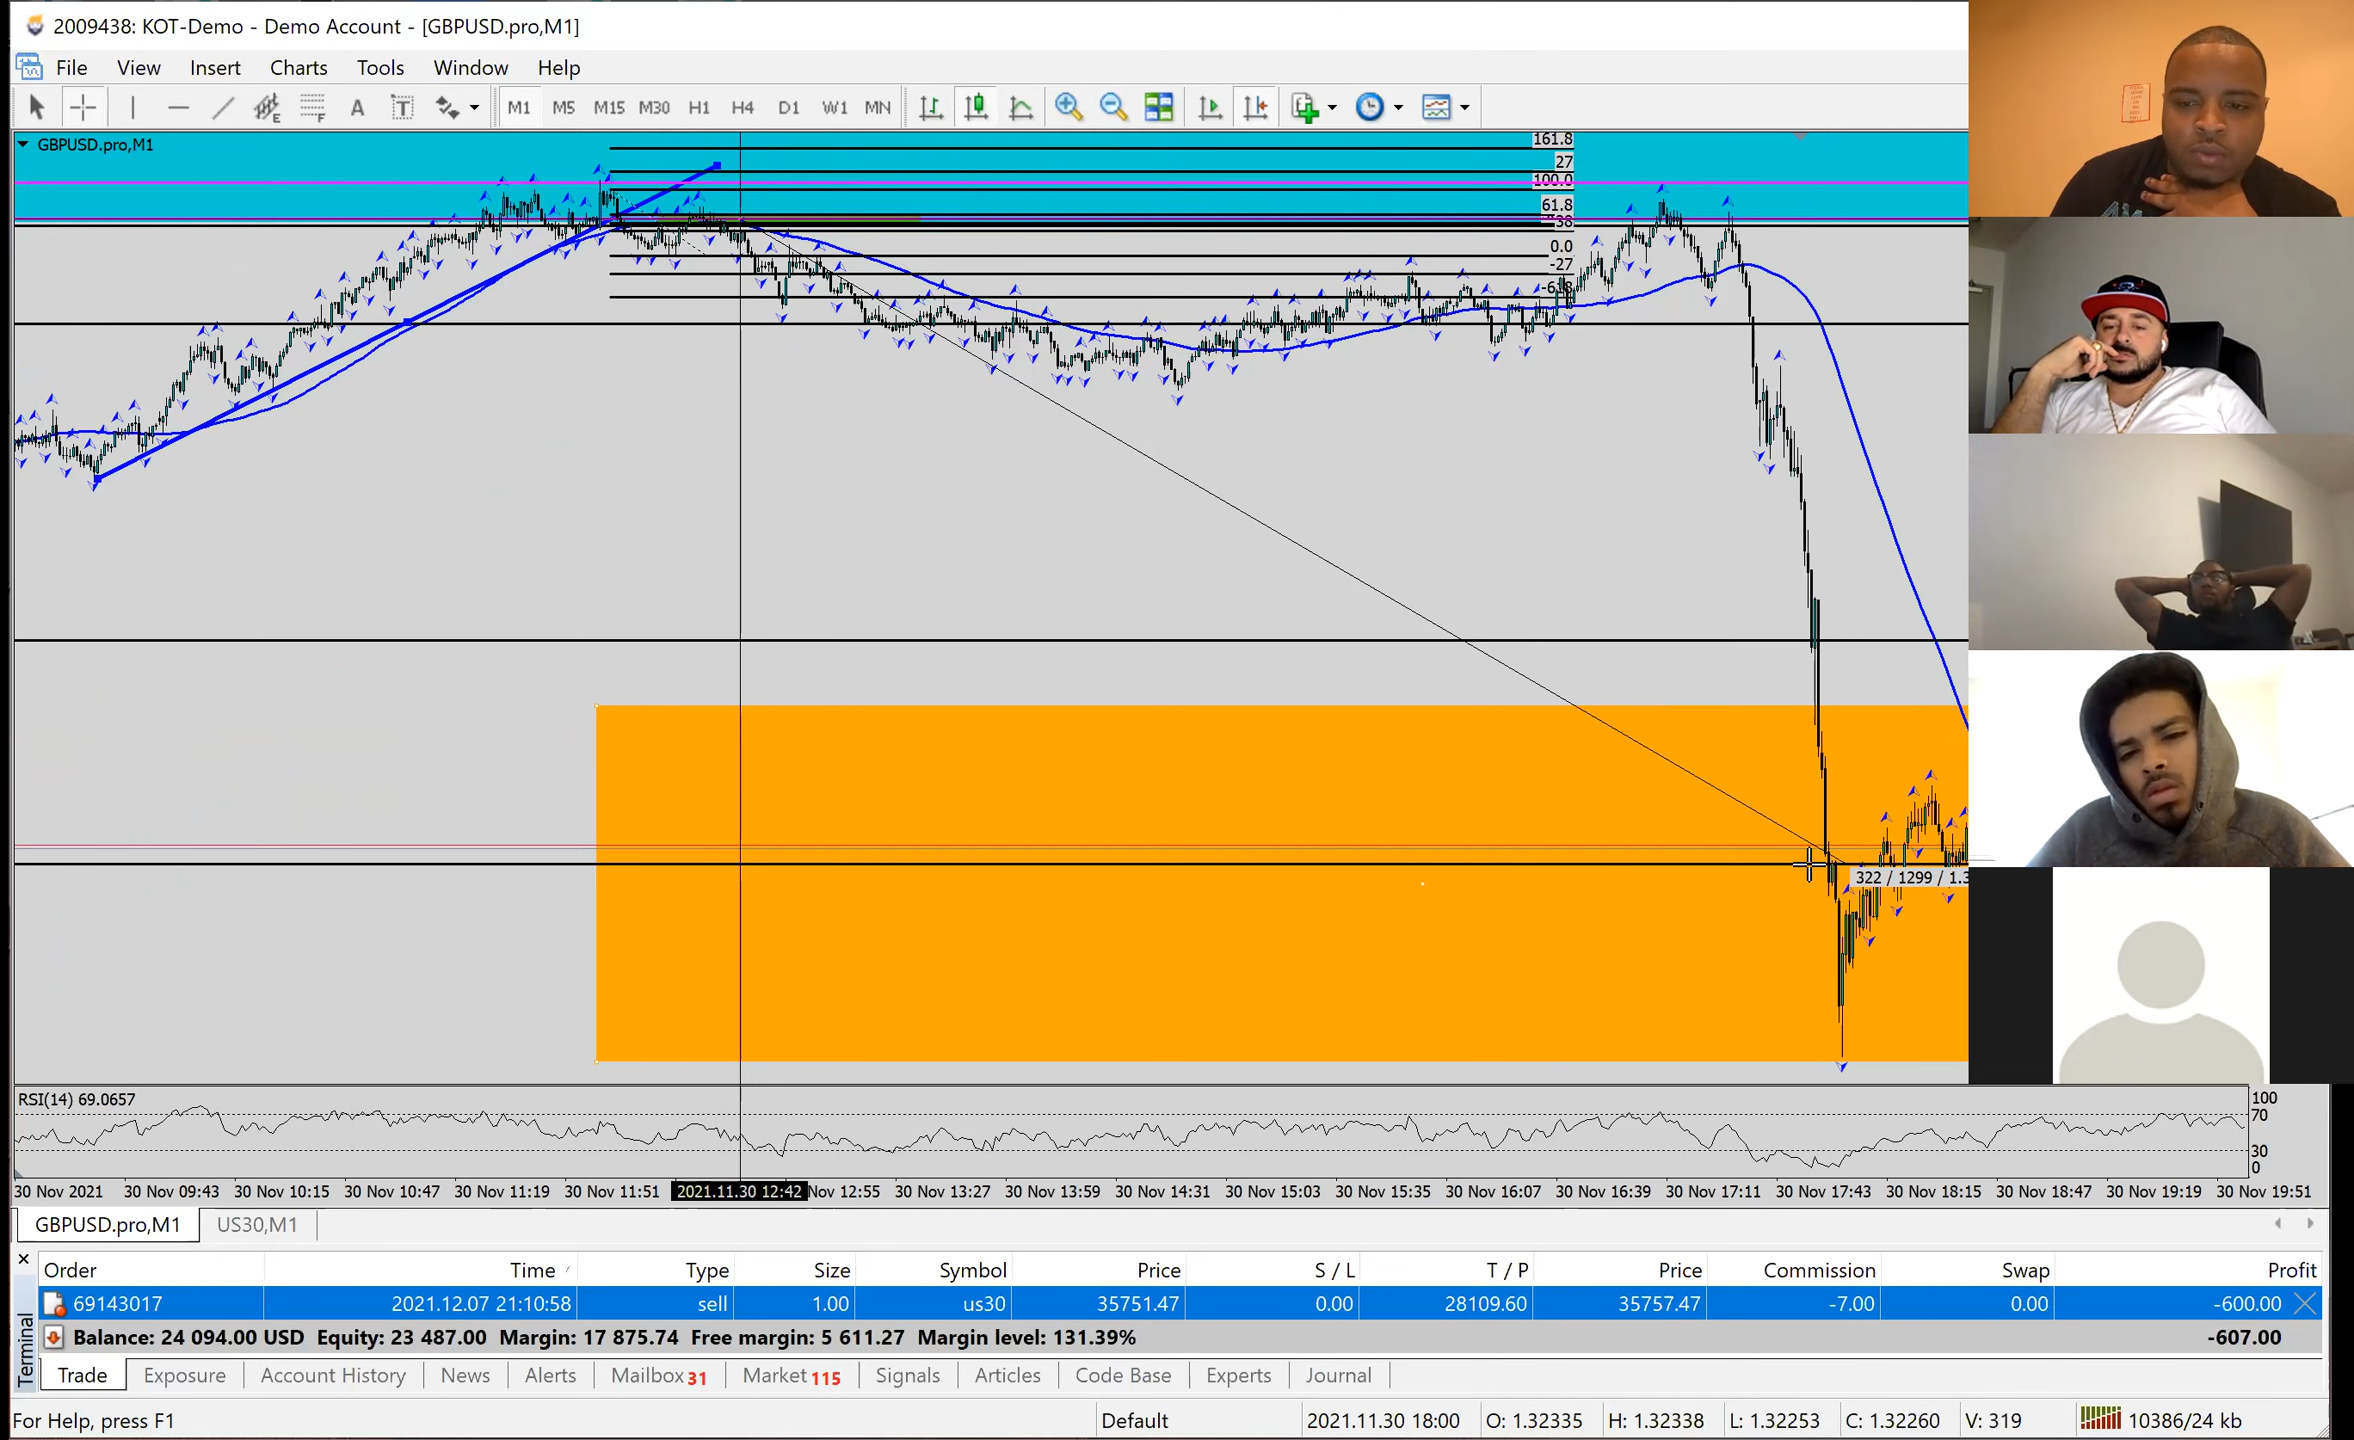 2009438: KOT-Demo - Demo Account - [GBPUSD.pro,M1]
File View Insert Charts Tools Window Help
E F A T M1 M5 M15 M30 H1 H4 D1 W1 MN
GBPUSD.pro,M1
161.8
27
100.0
61.8
38
0.0
-27
322 / 1299 / 1.3
RSI(14) 69.0657
100
70
30
0
30 Nov 2021 30 Nov 09:43 30 Nov 10:15 30 Nov 10:47 30 Nov 11:19 30 Nov 11:51 2021.11.30 12:42 Nov 12:55 30 Nov 13:27 30 Nov 13:59 30 Nov 14:31 30 Nov 15:03 30 Nov 15:35 30 Nov 16:07 30 Nov 16:39 30 Nov 17:11 30 Nov 17:43 30 Nov 18:15 30 Nov 18:47 30 Nov 19:19 30 Nov 19:51
GBPUSD.pro,M1 US30,M1
Order Time Type Size Symbol Price S / L T / P Price Commission Swap Profit
69143017 2021.12.07 21:10:58 sell 1.00 us30 35751.47 0.00 28109.60 35757.47 -7.00 0.00 -600.00
Balance: 24 094.00 USD Equity: 23 487.00 Margin: 17 875.74 Free margin: 5 611.27 Margin level: 131.39% -607.00
Terminal
Trade Exposure Account History News Alerts Mailbox 31 Market 115 Signals Articles Code Base Experts Journal
For Help, press F1 Default 2021.11.30 18:00 O: 1.32335 H: 1.32338 L: 1.32253 C: 1.32260 V: 319 10386/24 kb